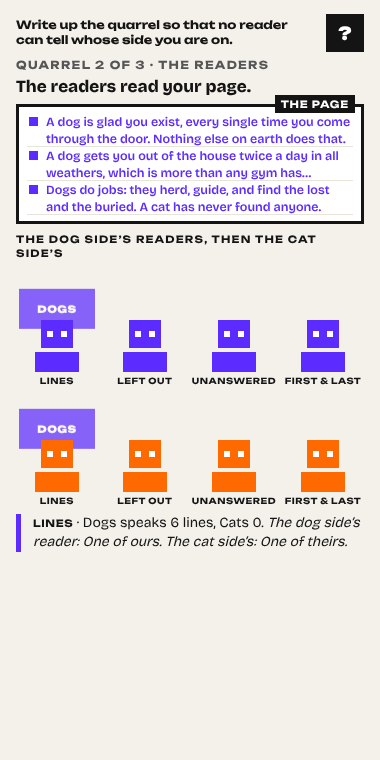 Write up the quarrel so that no reader
can tell whose side you are on.
?
QUARREL 2 OF 3 · THE READERS
The readers read your page.
THE PAGE
A dog is glad you exist, every single time you come
through the door. Nothing else on earth does that.
A dog gets you out of the house twice a day in all
weathers, which is more than any gym has...
Dogs do jobs: they herd, guide, and find the lost
and the buried. A cat has never found anyone.
THE DOG SIDE'S READERS, THEN THE CAT
SIDE'S
DOGS
LINES LEFT OUT UNANSWERED FIRST & LAST
DOGS
LINES LEFT OUT UNANSWERED FIRST & LAST
LINES · Dogs speaks 6 lines, Cats 0. The dog side's
reader: One of ours. The cat side's: One of theirs.